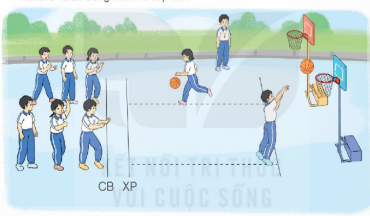 CB XP
KẾT NỐI TRI THỨC
VỚI CUỘC SỐNG